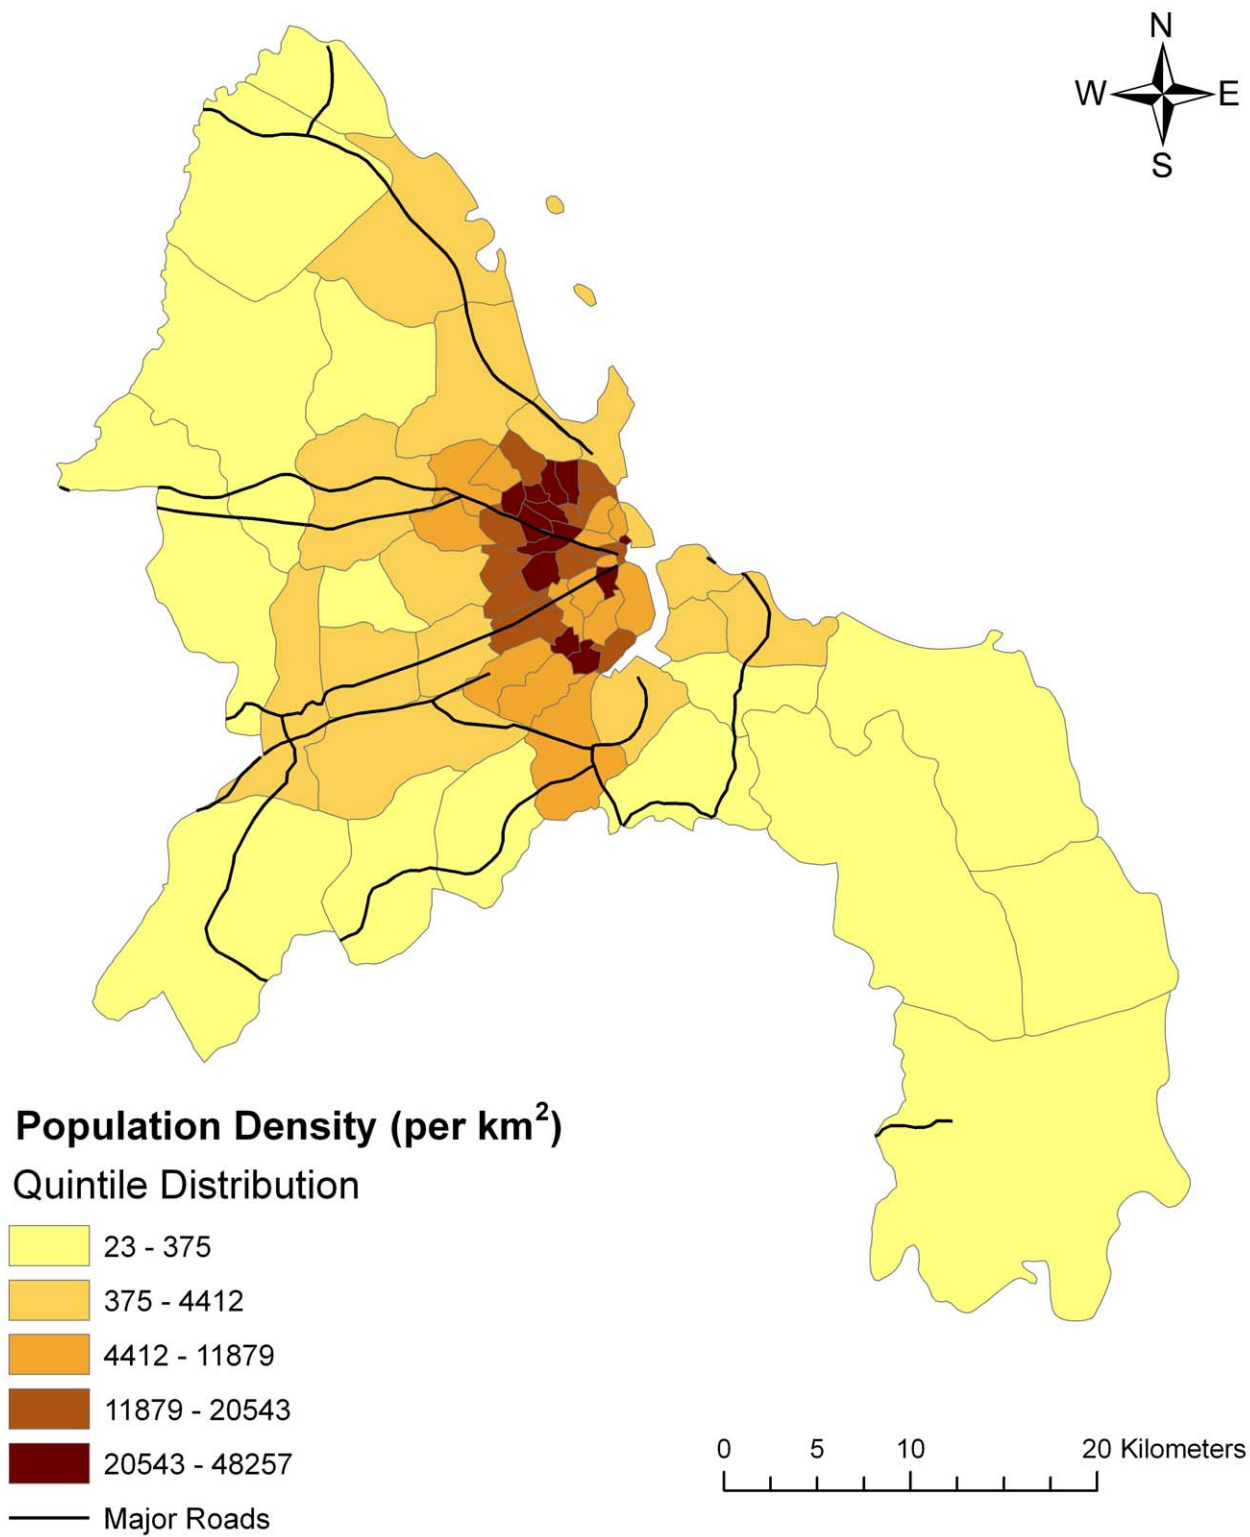 N
W E
S
Population Density (per km²)
Quintile Distribution
23 - 375
375 - 4412
4412 - 11879
11879 - 20543
20543 - 48257
Major Roads
0 5 10 20 Kilometers